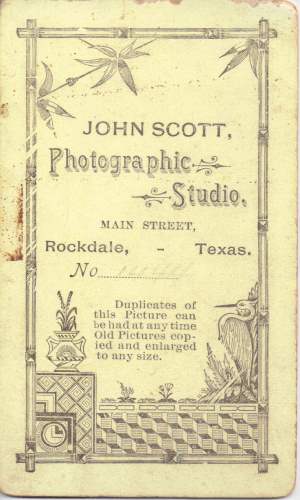 JOHN SCOTT,
Photographic
Studio.
MAIN STREET,
Rockdale, - Texas.
No
Duplicates of
this Picture can
be had at any time
Old Pictures cop-
ied and enlarged
to any size.